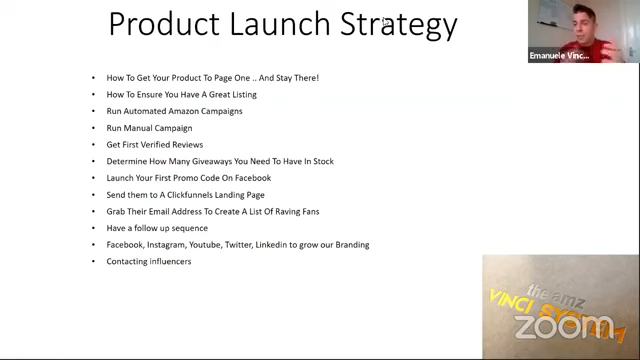 Product Launch Strategy
Emanuele Vinc...
• How To Get Your Product To Page One .. And Stay There!
• How To Ensure You Have A Great Listing
• Run Automated Amazon Campaigns
• Run Manual Campaign
• Get First Verified Reviews
• Determine How Many Giveaways You Need To Have In Stock
• Launch Your First Promo Code On Facebook
• Send them to A Clickfunnels Landing Page
• Grab Their Email Address To Create A List Of Raving Fans
• Have a follow up sequence
• Facebook, Instagram, Youtube, Twitter, Linkedin to grow our Branding
• Contacting influencers
the amz
VINCI SYSTEM
zoom